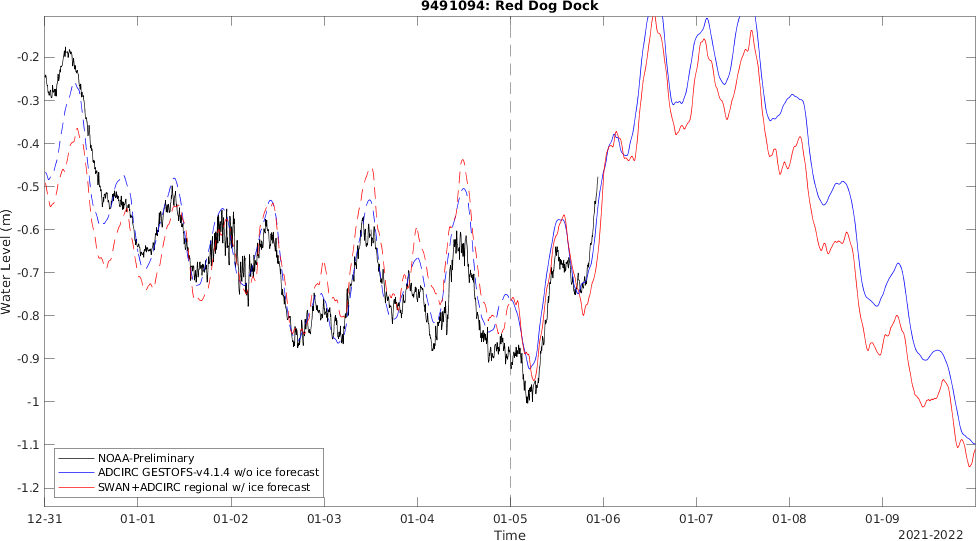 9491094: Red Dog Dock
Water Level (m)
-0.2
-0.3
-0.4
-0.5
-0.6
-0.7
-0.8
-0.9
-1
-1.1
-1.2
NOAA-Preliminary
ADCIRC GESTOFS-v4.1.4 w/o ice forecast
SWAN+ADCIRC regional w/ ice forecast
12-31 01-01 01-02 01-03 01-04 01-05 01-06 01-07 01-08 01-09
Time
2021-2022